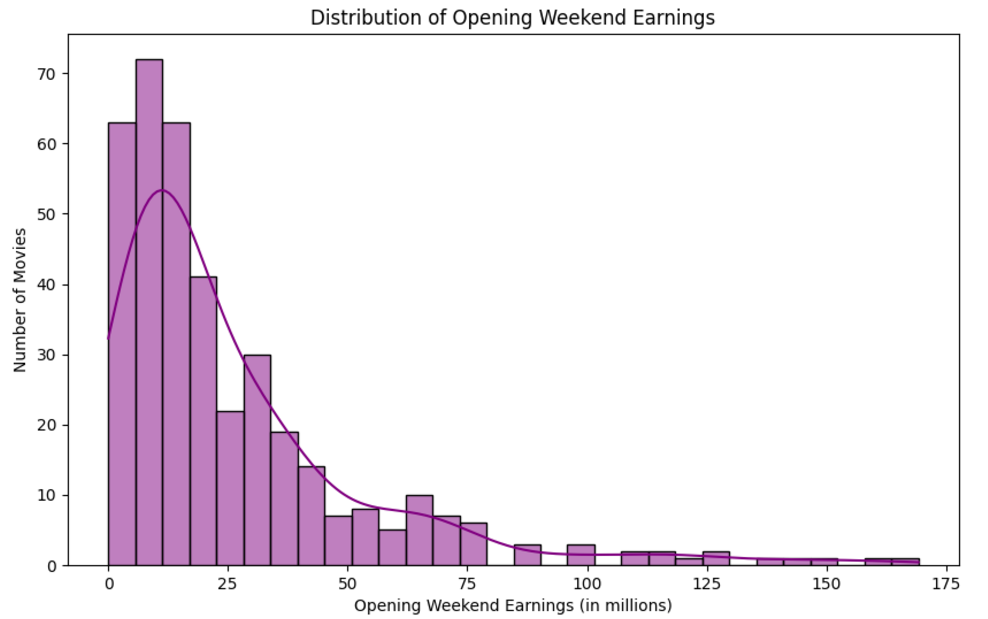 Distribution of Opening Weekend Earnings
Number of Movies
70
60
50
40
30
20
10
0
0 25 50 75 100 125 150 175
Opening Weekend Earnings (in millions)